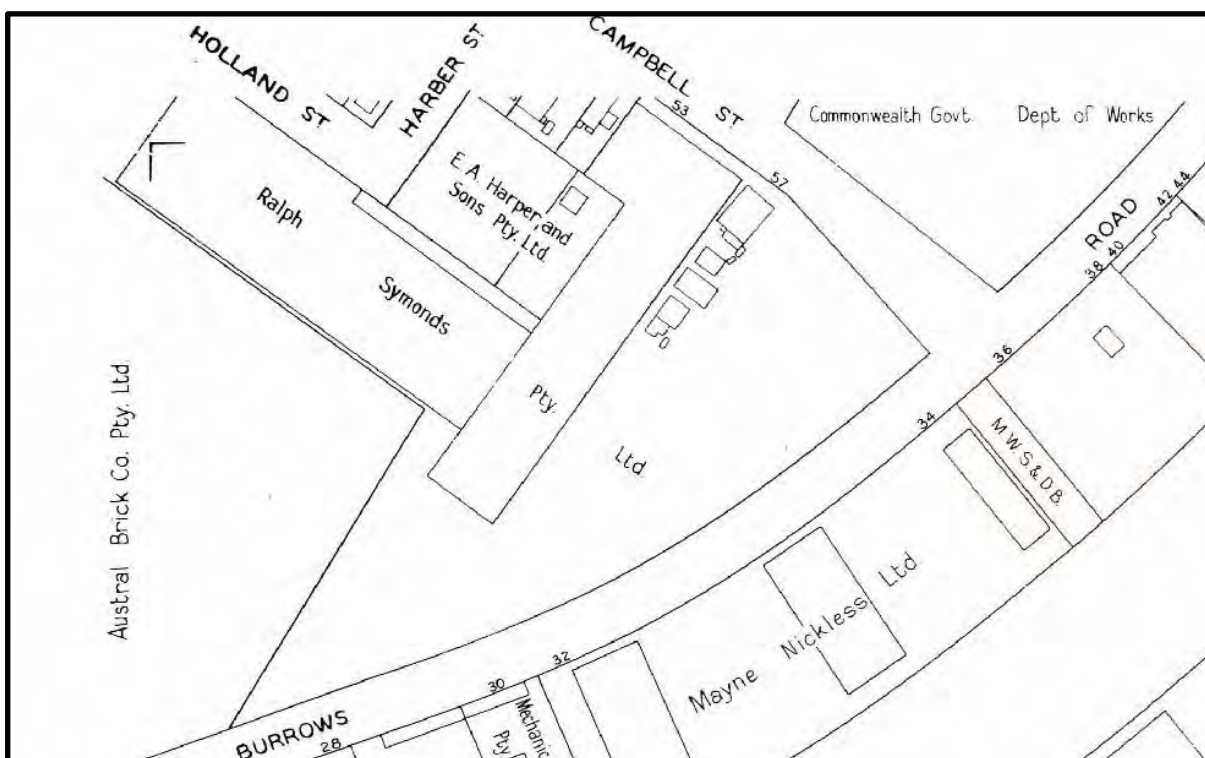 HOLLAND ST
HARBER ST
CAMPBELL ST
53
57
Commonwealth Govt. Dept of Works
E. A. Harper and
Sons Pty. Ltd.
Ralph
Symonds
Pty.
Ltd.
ROAD
44
42
40
38
36
34
M.W.S.&D.B.
Austral Brick Co. Pty. Ltd
Mayne Nickless Ltd.
32
30
28
BURROWS
Mechanic
Pty